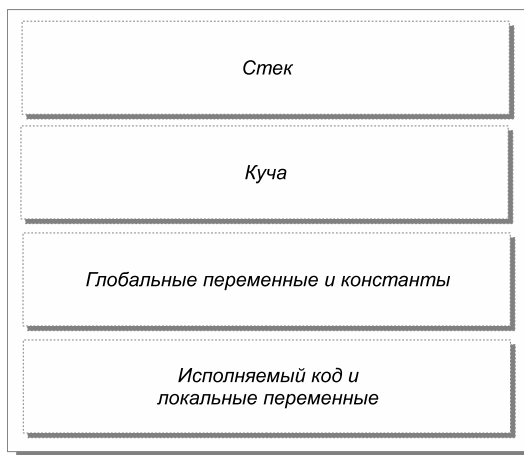 Стек
Куча
Глобальные переменные и константы
Исполняемый код и
локальные переменные